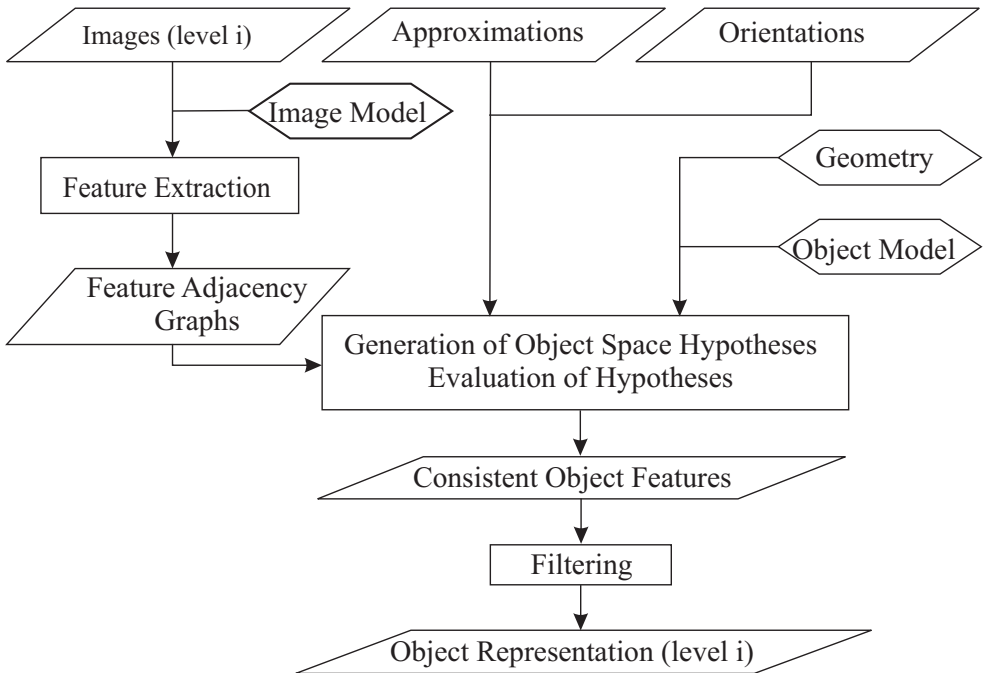 Images (level i)
Approximations
Orientations
Image Model
Feature Extraction
Geometry
Object Model
Feature Adjacency
Graphs
Generation of Object Space Hypotheses
Evaluation of Hypotheses
Consistent Object Features
Filtering
Object Representation (level i)